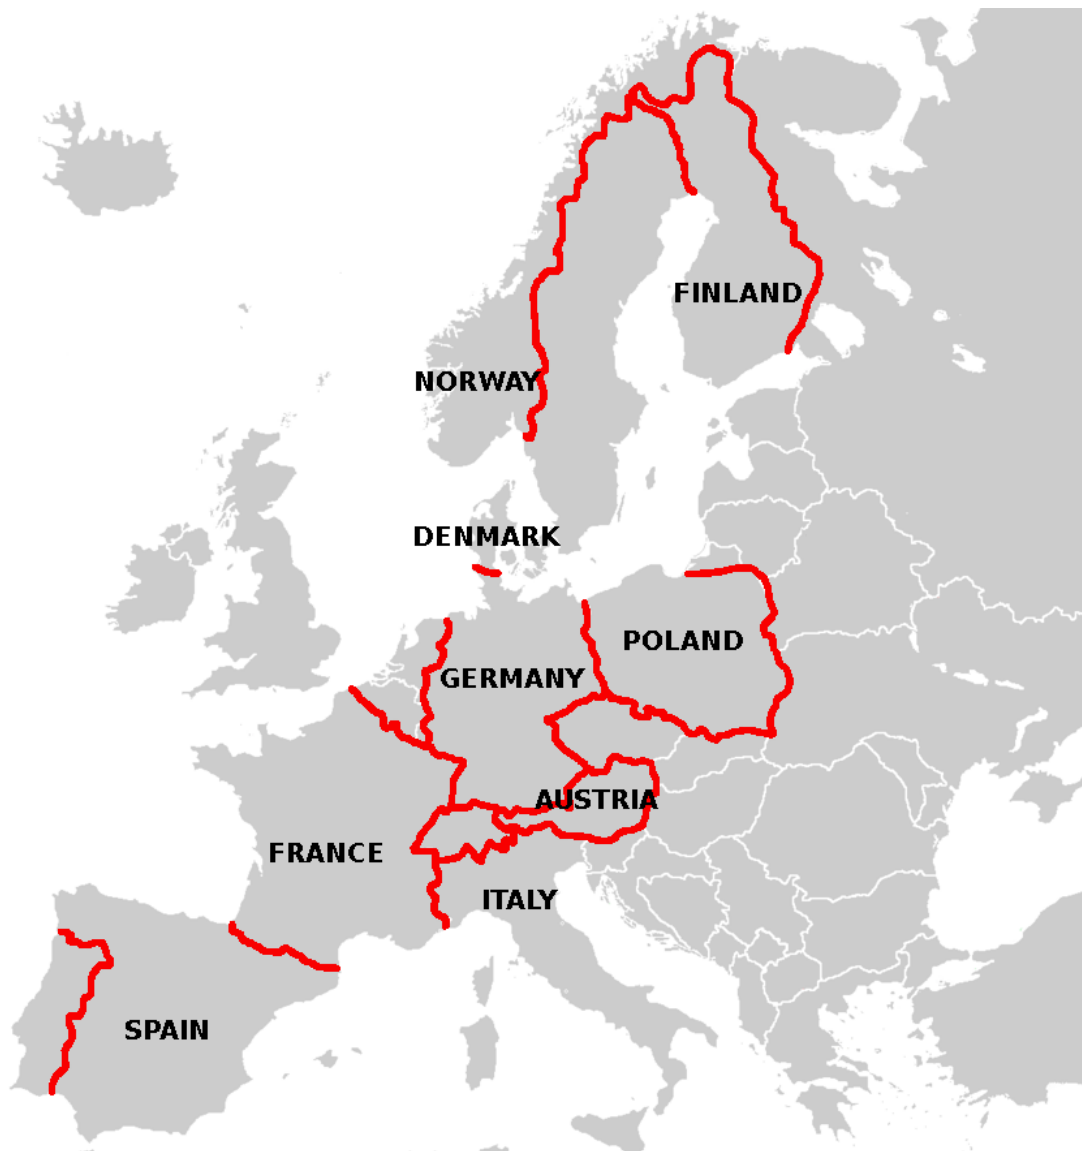 FINLAND
NORWAY
DENMARK
POLAND
GERMANY
AUSTRIA
FRANCE
ITALY
SPAIN